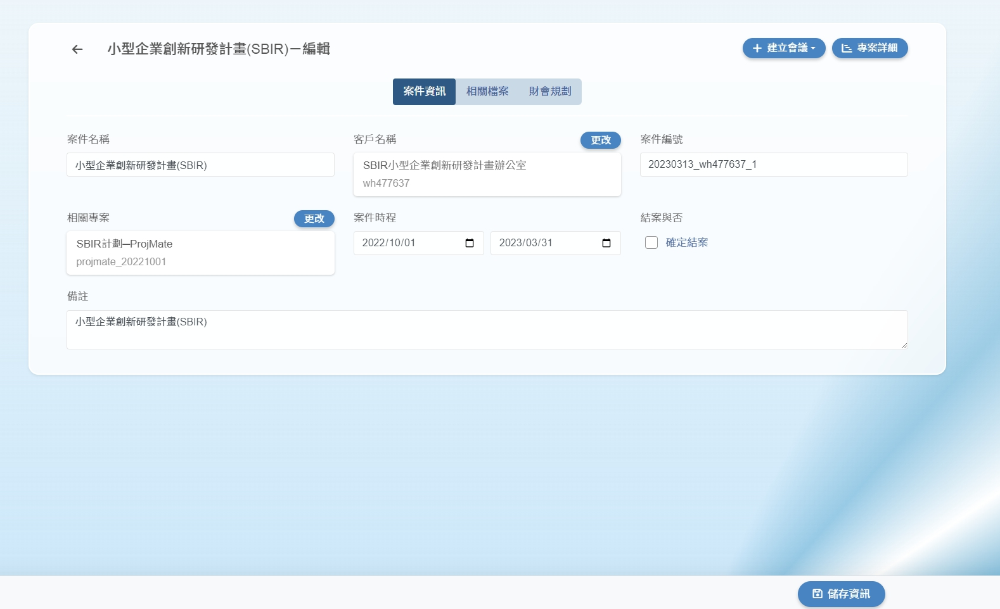 小型企業創新研發計畫(SBIR)－編輯
建立會議
專案詳細
案件資訊
相關檔案
財會規劃
案件名稱
小型企業創新研發計畫(SBIR)
客戶名稱
更改
SBIR小型企業創新研發計畫辦公室
wh477637
案件編號
20230313_wh477637_1
相關專案
更改
SBIR計劃─ProjMate
projmate_20221001
案件時程
2022/10/01
2023/03/31
結案與否
確定結案
備註
小型企業創新研發計畫(SBIR)
儲存資訊